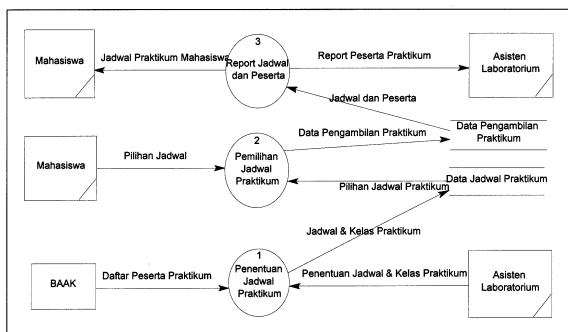 3
Mahasiswa
Jadwal Praktikum Mahasiswa
Report Jadwal
dan Peserta
Report Peserta Praktikum
Asisten
Laboratorium
Jadwal dan Peserta
2
Data Pengambilan Praktikum
Data Pengambilan
Praktikum
Mahasiswa
Pilihan Jadwal
Pemilihan
Jadwal
Praktikum
Pilihan Jadwal Praktikum
Data Jadwal Praktikum
Jadwal & Kelas Praktikum
1
BAAK
Daftar Peserta Praktikum
Penentuan
Jadwal
Praktikum
Penentuan Jadwal & Kelas Praktikum
Asisten
Laboratorium